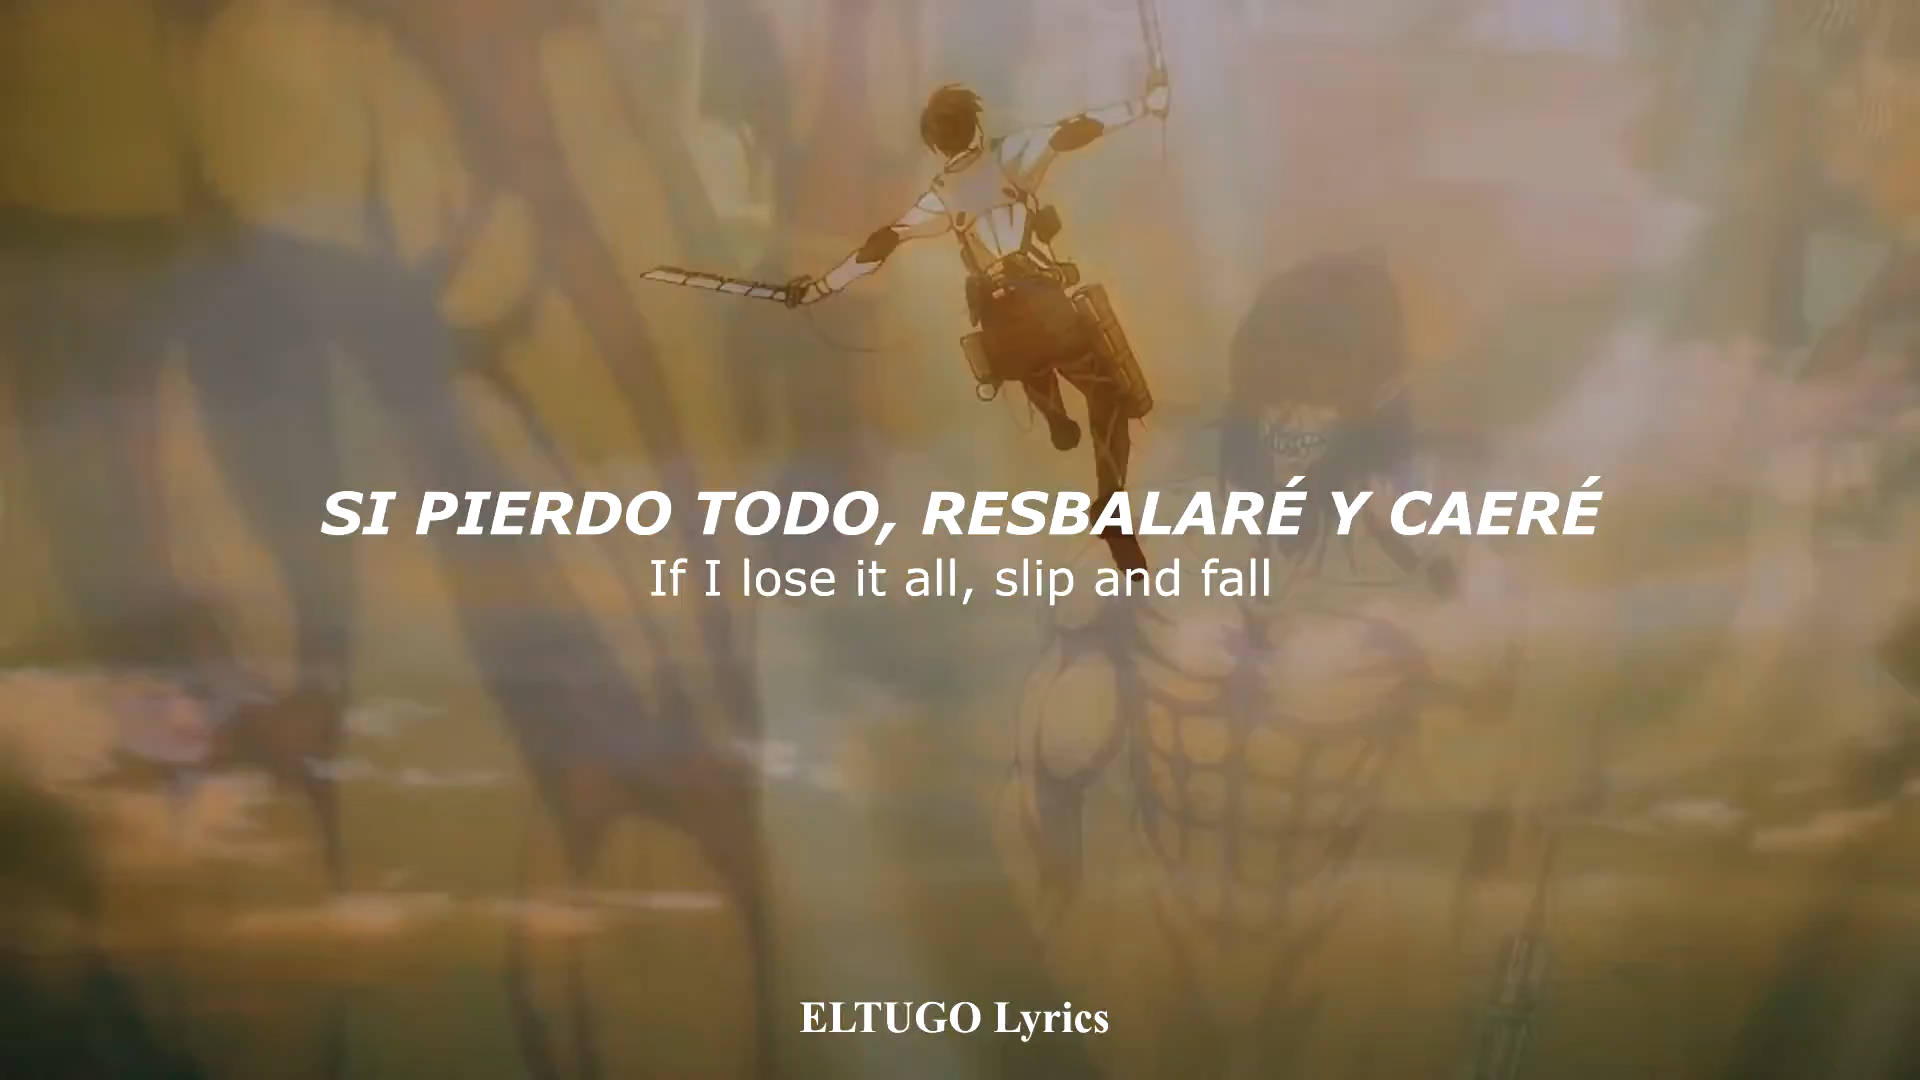 SI PIERDO TODO, RESBALARÉ Y CAERÉ
If I lose it all, slip and fall
ELTUGO Lyrics